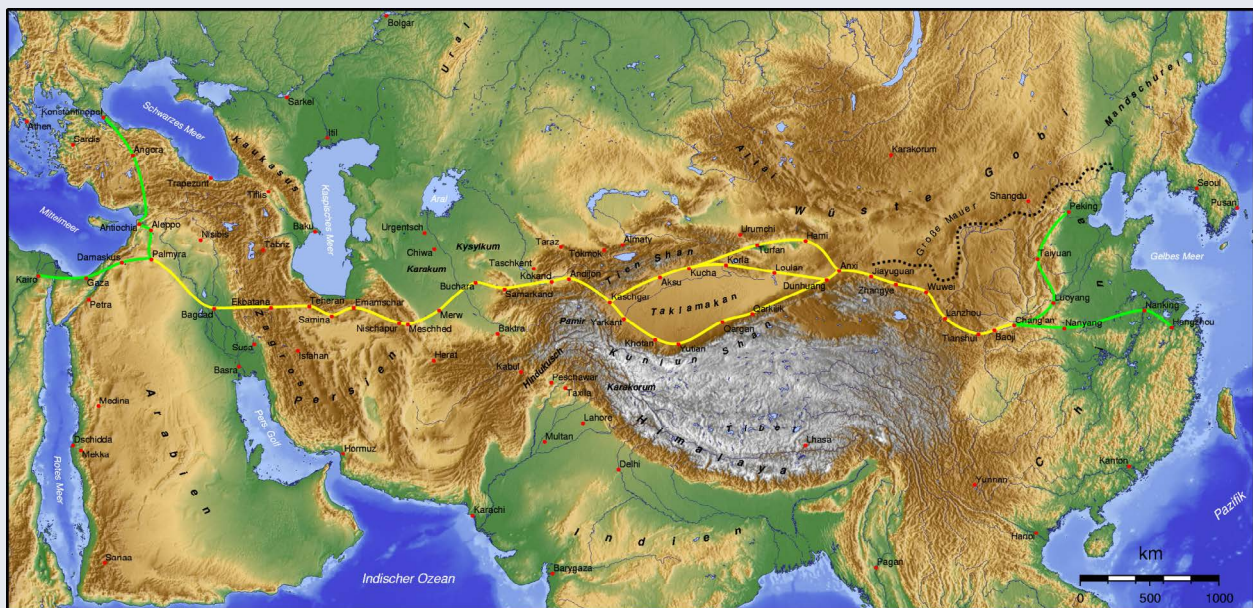 Bolgar
Ural
Sarkel
Itil
Konstantinopel
Athen
Sardis
Schwarzes Meer
Angora
Kaukasus
Trapezunt
Tiflis
Kaspisches Meer
Aral
Baku
Mittelmeer
Antiochia
Aleppo
Nisibis
Täbriz
Palmyra
Damaskus
Kairo
Gaza
Petra
Bagdad
Ekbatana
Teheran
Samina
Emamschar
Nischapur
Meschhed
Merw
Buchara
Urgentsch
Chiwa
Kysylkum
Karakum
Taschkent
Samarkand
Kokand
Andijon
Taraz
Tokmok
Almaty
Tien Shan
Kaschgar
Yarkant
Pamir
Baktra
Herat
Susa
Isfahan
Basra
Zagros
Persien
Pers. Golf
Hormuz
Arabien
Medina
Dschidda
Mekka
Rotes Meer
Sanaa
Kabul
Hindukusch
Peschawar
Taxila
Karakorum
Lahore
Multan
Delhi
Karachi
Indien
Barygaza
Indischer Ozean
Himalaya
Tibet
Lhasa
Kunlun Shan
Khotan
Yutian
Qargan
Qarkilik
Taklamakan
Aksu
Kucha
Korla
Loulan
Turfan
Urumchi
Hami
Dunhuang
Anxi
Altai
Wüste Gobi
Karakorum
Mandschurei
Shangdu
Große Mauer
Jiayuguan
Zhangye
Wuwei
Lanzhou
Tianshui
Baoji
Chang'an
Luoyang
Taiyuan
Peking
Nanyang
Nanking
Hangzhou
Seoul
Pusan
Gelbes Meer
China
Kanton
Yunnan
Hanoi
Pagan
Pazifik
km
0 500 1000